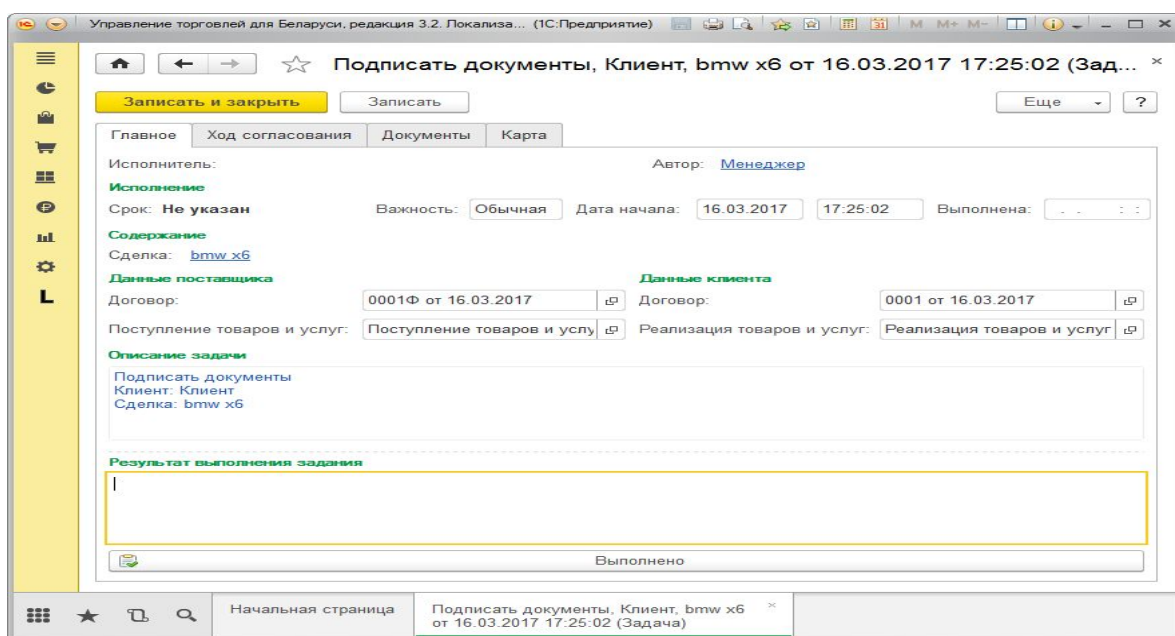 1С Управление торговлей для Беларуси, редакция 3.2. Локализа... (1С:Предприятие) 31 M M+ M-
Подписать документы, Клиент, bmw x6 от 16.03.2017 17:25:02 (Зад...
Записать и закрыть Записать Еще ?
Главное Ход согласования Документы Карта
Исполнитель: Автор: Менеджер
Исполнение
Срок: Не указан Важность: Обычная Дата начала: 16.03.2017 17:25:02 Выполнена: . . : :
Содержание
Сделка: bmw x6
Данные поставщика Данные клиента
Договор: 0001Ф от 16.03.2017 Договор: 0001 от 16.03.2017
Поступление товаров и услуг: Поступление товаров и услу Реализация товаров и услуг: Реализация товаров и услуг
Описание задачи
Подписать документы
Клиент: Клиент
Сделка: bmw x6
Результат выполнения задания
Выполнено
L
Начальная страница Подписать документы, Клиент, bmw x6
от 16.03.2017 17:25:02 (Задача)